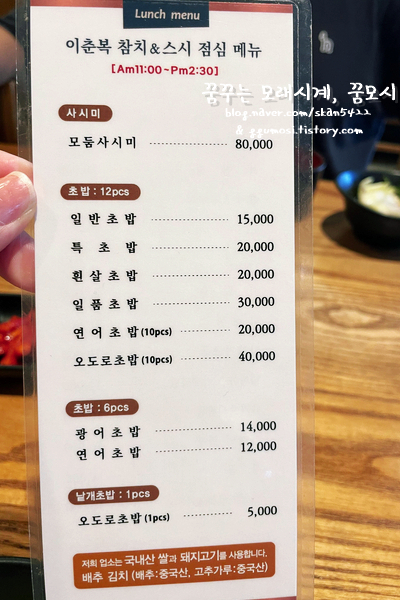 Lunch menu
이춘복 참치&스시 점심 메뉴
[Am11:00~Pm2:30]
꿈꾸는 모래시계, 꿈모시
blog.naver.com/skan5422
& ggumosi.tistory.com
사시미
모둠사시미 80,000
초밥 : 12pcs
일반초밥 15,000
특초밥 20,000
흰살초밥 20,000
일품초밥 30,000
연어초밥 (10pcs) 20,000
오도로초밥 (10pcs) 40,000
초밥 : 6pcs
광어초밥 14,000
연어초밥 12,000
낱개초밥 : 1pcs
오도로초밥 (1pcs) 5,000
저희 업소는 국내산 쌀과 돼지고기를 사용합니다.
배추 김치 (배추:중국산, 고추가루:중국산)